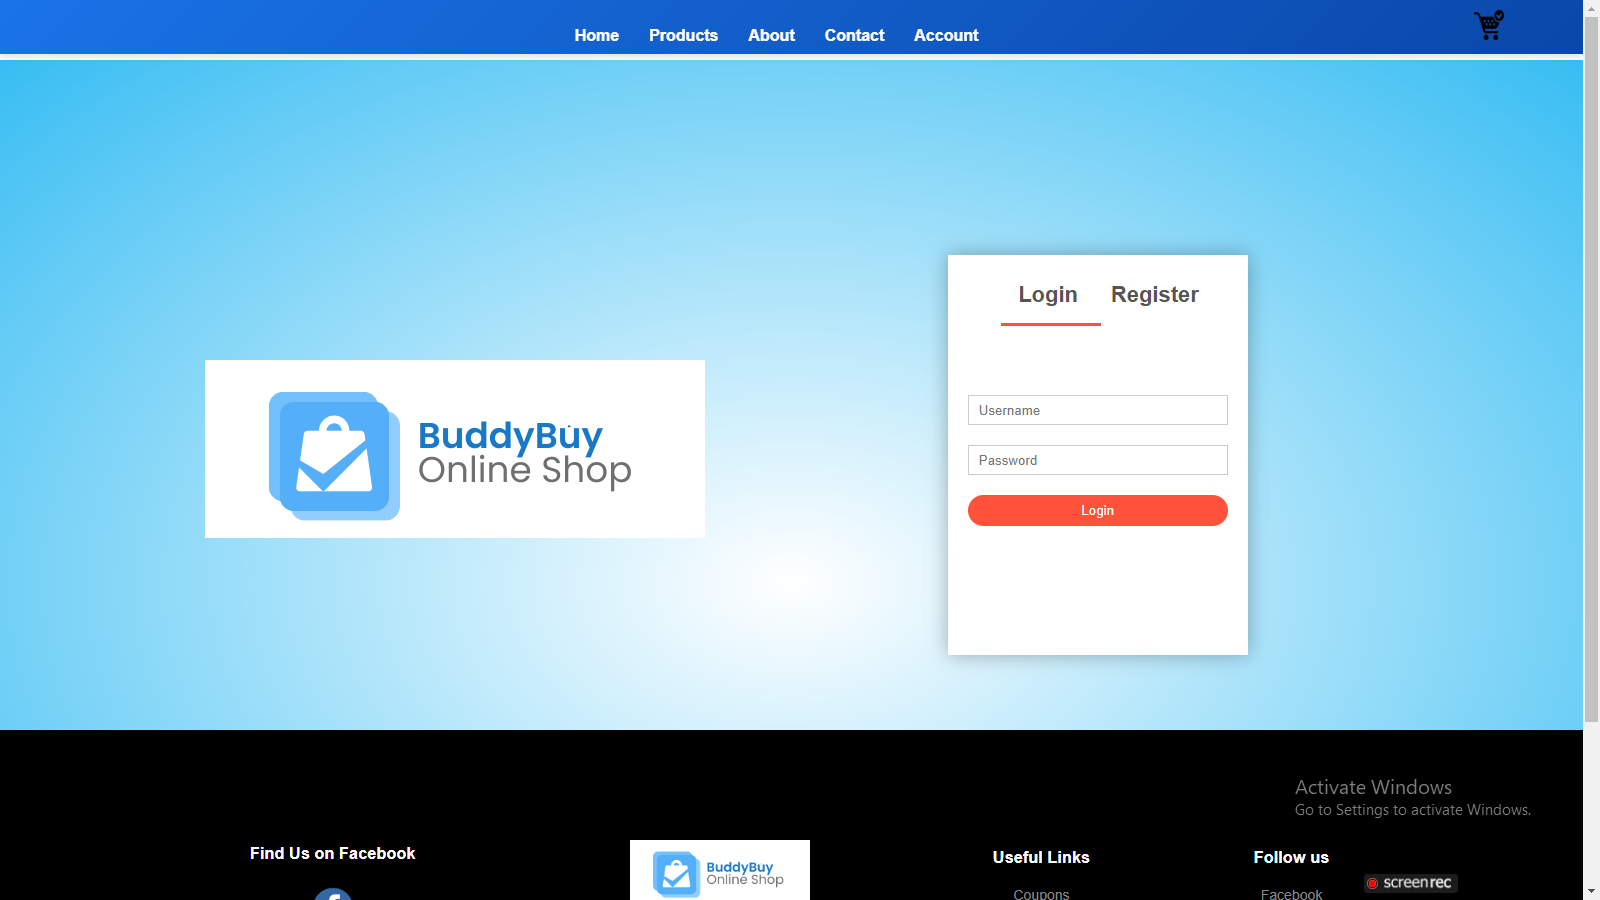 Home Products About Contact Account
Login Register
BuddyBuy
Online Shop
Username
Password
Login
Activate Windows
Go to Settings to activate Windows.
Find Us on Facebook
BuddyBuy
Online Shop
Useful Links
Follow us
Coupons
Facebook
screenrec